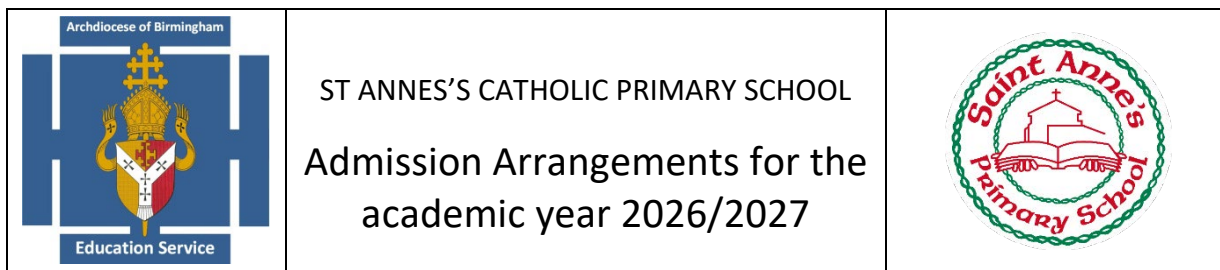 Archdiocese of Birmingham
Education Service
ST ANNES'S CATHOLIC PRIMARY SCHOOL
Admission Arrangements for the
academic year 2026/2027
Saint Anne's
Primary School